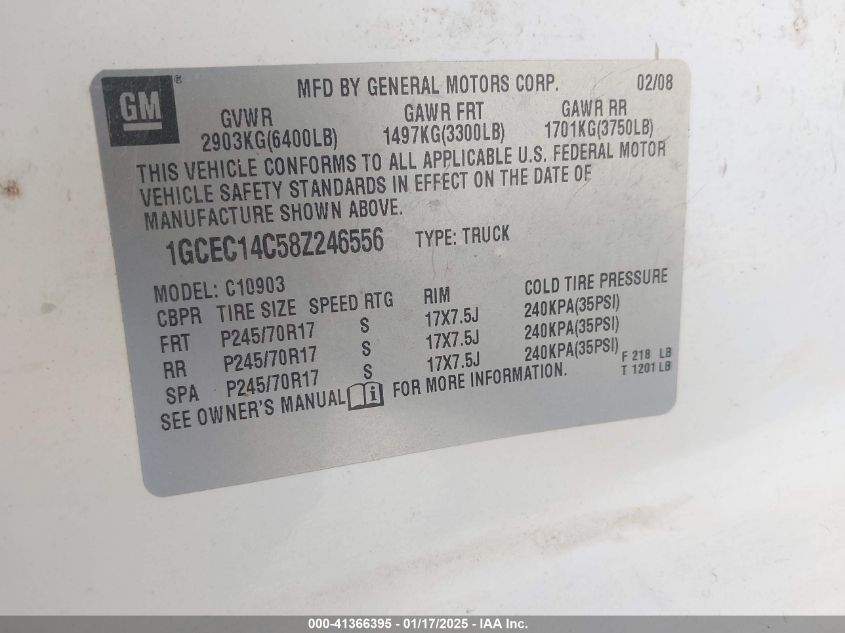 GM ®
MFD BY GENERAL MOTORS CORP. 02/08
GVWR GAWR FRT GAWR RR
2903KG(6400LB) 1497KG(3300LB) 1701KG(3750LB)
THIS VEHICLE CONFORMS TO ALL APPLICABLE U.S. FEDERAL MOTOR
VEHICLE SAFETY STANDARDS IN EFFECT ON THE DATE OF
MANUFACTURE SHOWN ABOVE.
1GCEC14C58Z246556 TYPE: TRUCK
MODEL: C10903
CBPR TIRE SIZE SPEED RTG RIM COLD TIRE PRESSURE
FRT P245/70R17 S 17X7.5J 240KPA(35PSI)
RR P245/70R17 S 17X7.5J 240KPA(35PSI)
SPA P245/70R17 S 17X7.5J 240KPA(35PSI)
SEE OWNER'S MANUAL i FOR MORE INFORMATION.
F 218 LB
T 1201 LB
000-41366395 - 01/17/2025 - IAA Inc.